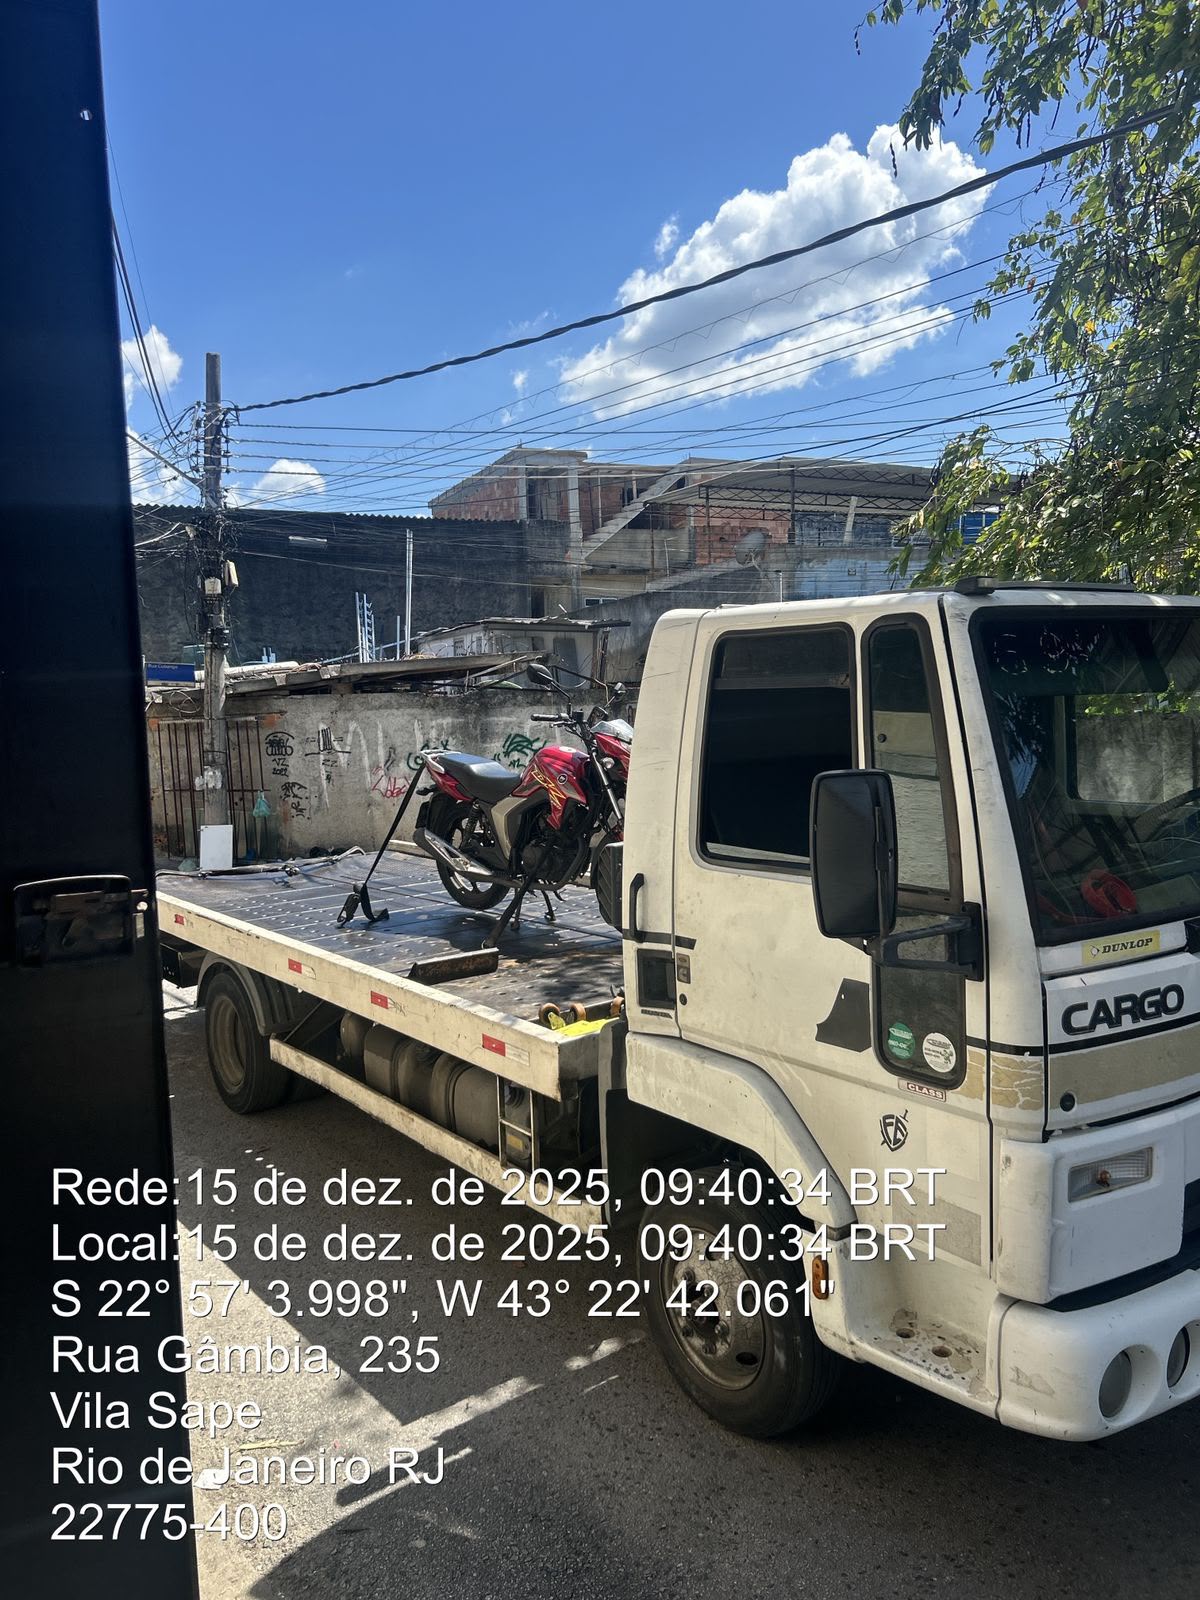 DUNLOP
CARGO
CLASS
Rede:15 de dez. de 2025, 09:40:34 BRT
Local:15 de dez. de 2025, 09:40:34 BRT
S 22° 57' 3.998", W 43° 22' 42.061"
Rua Gâmbia, 235
Vila Sape
Rio de Janeiro RJ
22775-400